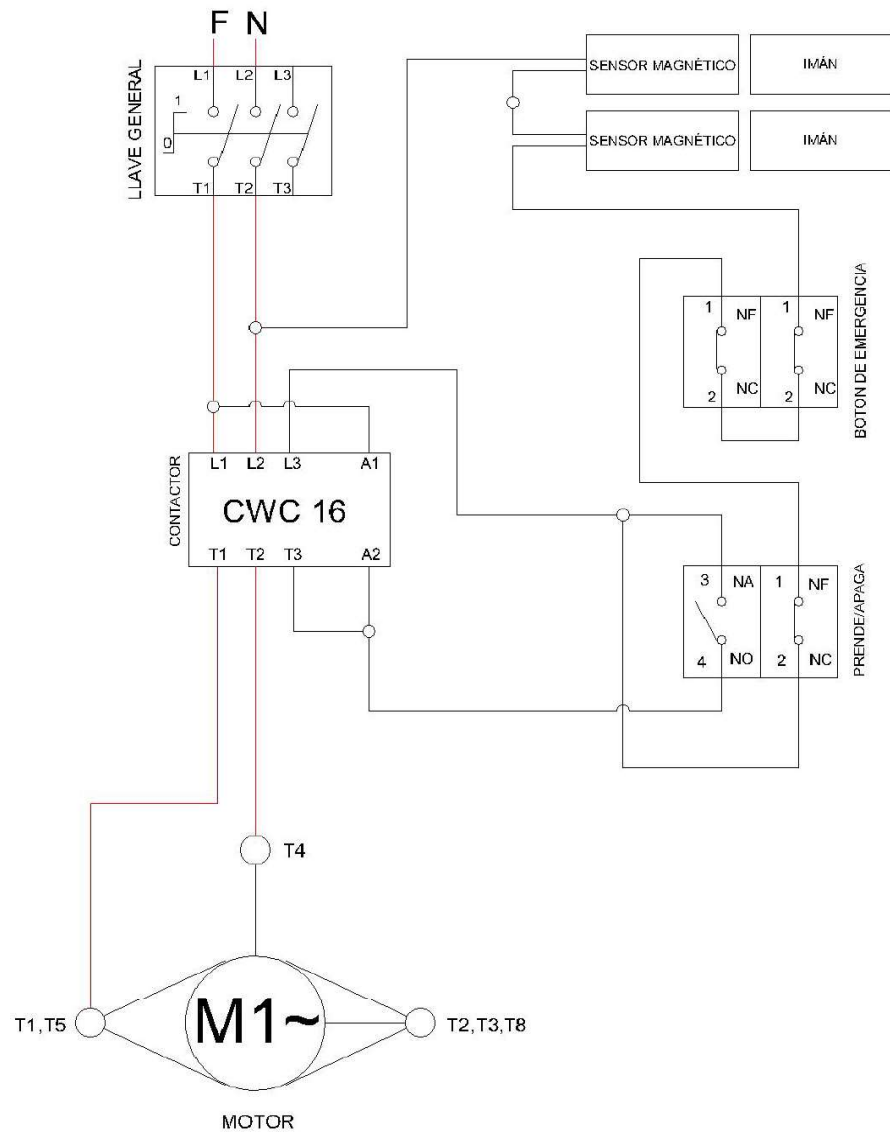 F N
L1 L2 L3
1
0
T1 T2 T3
LLAVE GENERAL
SENSOR MAGNÉTICO IMÁN
SENSOR MAGNÉTICO IMÁN
1 NF 1 NF
2 NC 2 NC
BOTON DE EMERGENCIA
L1 L2 L3 A1
CWC 16
T1 T2 T3 A2
CONTACTOR
3 NA 1 NF
4 NO 2 NC
PRENDE/APAGA
T4
T1,T5
M1~
T2,T3,T8
MOTOR